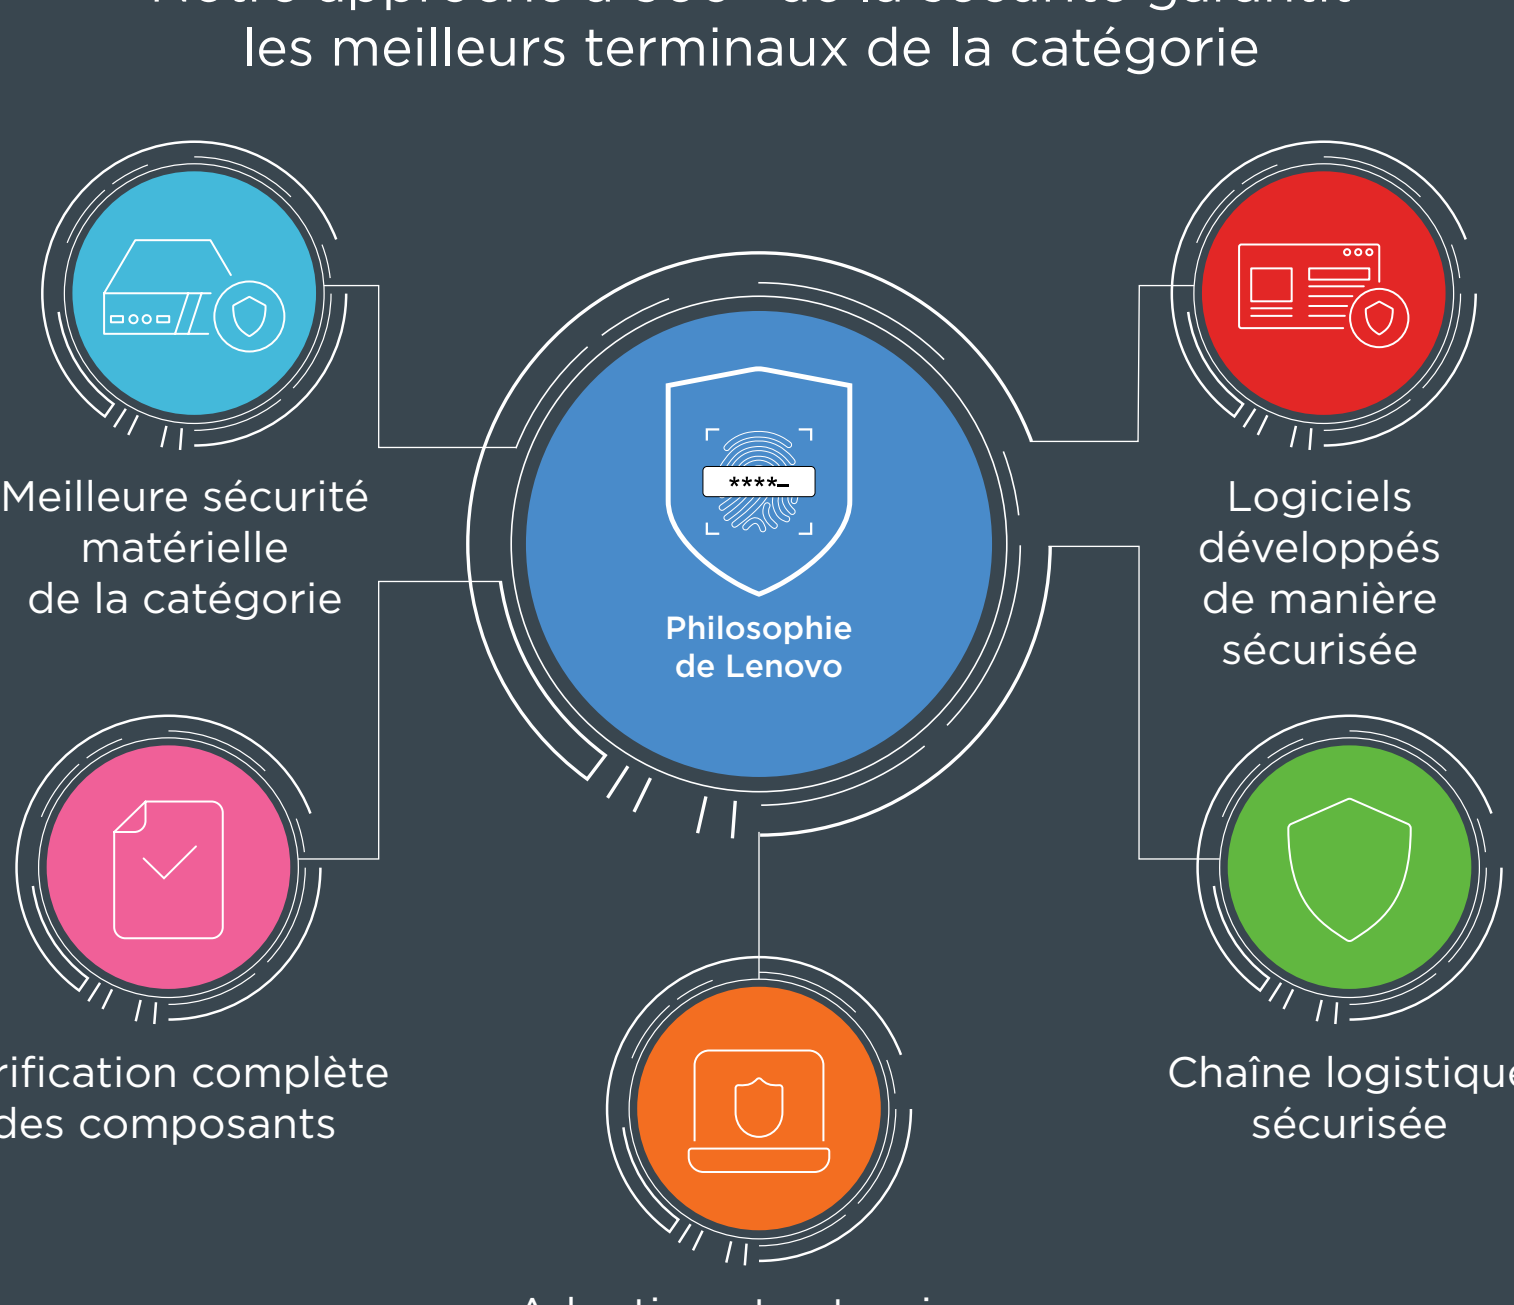 les meilleurs terminaux de la catégorie
Meilleure sécurité
matérielle
de la catégorie
Logiciels
développés
de manière
sécurisée
****_
Philosophie
de Lenovo
rification complète
des composants
Chaîne logistique
sécurisée